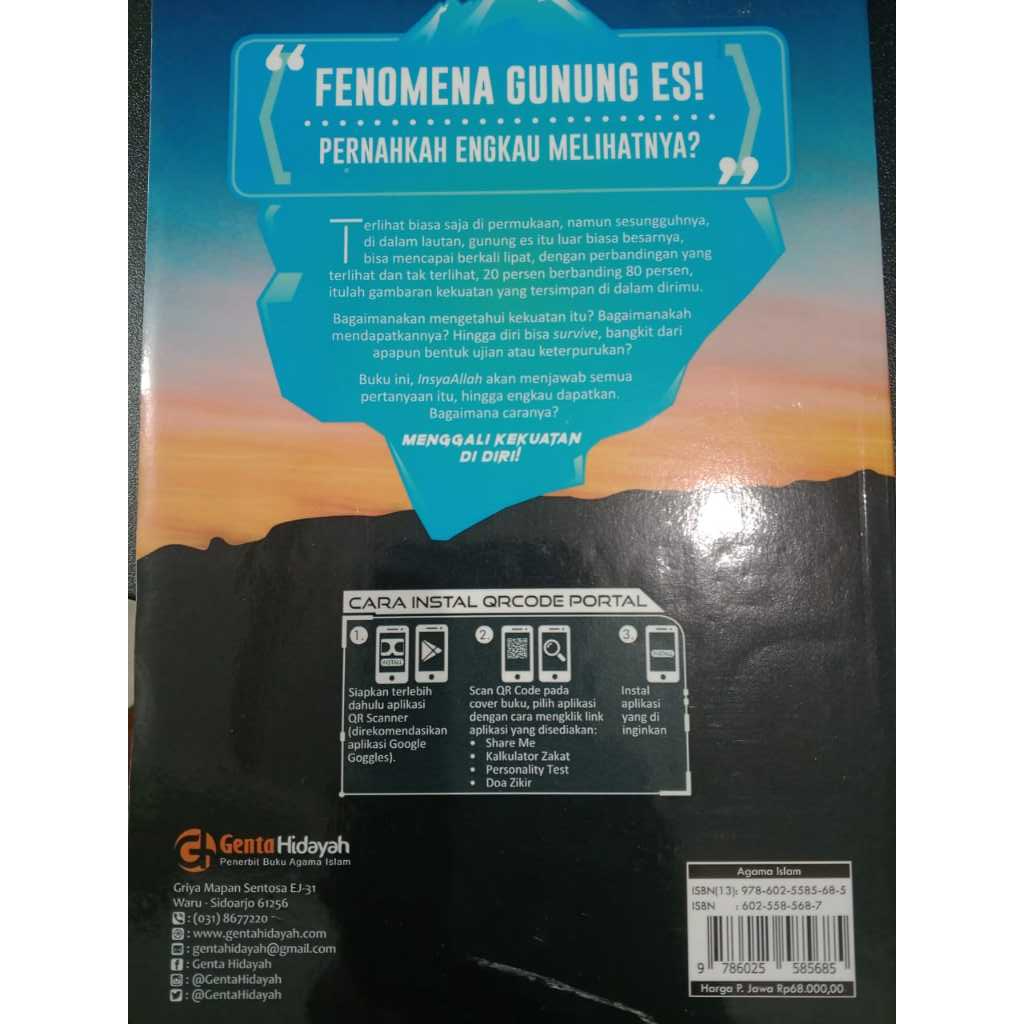 “
FENOMENA GUNUNG ES!
PERNAHKAH ENGKAU MELIHATNYA?
”
Terlihat biasa saja di permukaan, namun sesungguhnya,
di dalam lautan, gunung es itu luar biasa besarnya,
bisa mencapai berkali lipat, dengan perbandingan yang
terlihat dan tak terlihat, 20 persen berbanding 80 persen,
itulah gambaran kekuatan yang tersimpan di dalam dirimu.
Bagaimanakan mengetahui kekuatan itu? Bagaimanakah
mendapatkannya? Hingga diri bisa survive, bangkit dari
apapun bentuk ujian atau keterpurukan?
Buku ini, InsyaAllah akan menjawab semua
pertanyaan itu, hingga engkau dapatkan.
Bagaimana caranya?
MENGGALI KEKUATAN
DI DIRI!
CARA INSTAL QRCODE PORTAL
1.
INSTALL
Siapkan terlebih
dahulu aplikasi
QR Scanner
(direkomendasikan
aplikasi Google
Goggles).
2.
Scan QR Code pada
cover buku, pilih aplikasi
dengan cara mengklik link
aplikasi yang disediakan:
• Share Me
• Kalkulator Zakat
• Personality Test
• Doa Zikir
3.
INSTALL
Instal
aplikasi
yang di
inginkan
GentaHidayah
Penerbit Buku Agama Islam
Griya Mapan Sentosa EJ-31
Waru - Sidoarjo 61256
: (031) 8677220
: www.gentahidayah.com
: gentahidayah@gmail.com
: Genta Hidayah
: @GentaHidayah
: @GentaHidayah
Agama Islam
ISBN(13): 978-602-5585-68-5
ISBN : 602-558-568-7
9 786025 585685
Harga P. Jawa Rp68.000,00